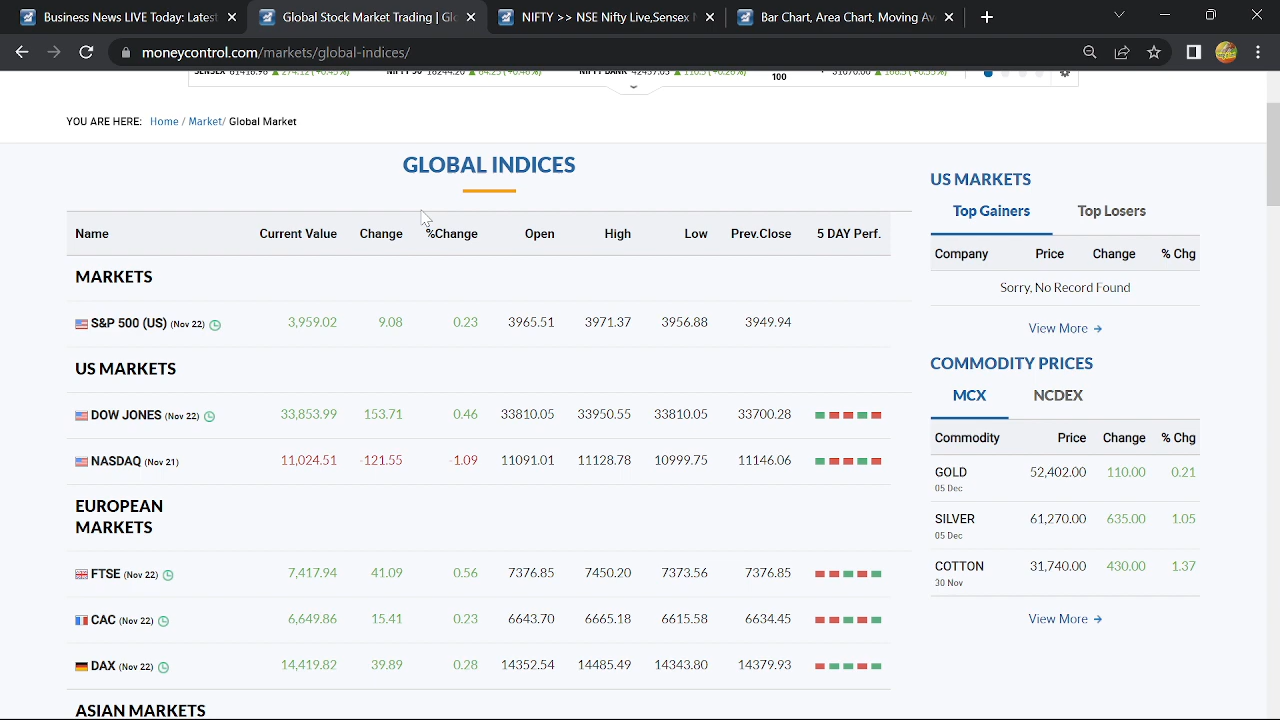 Business News Live: Latest
Global Stock Market Trading | Gl
NIFTY >> NSE Nifty Live,Sensex
Bar Chart, Area Chart, Moving Av
moneycontrol.com/markets/global-indices/
100
YOU ARE HERE: Home / Market/ Global Market
GLOBAL INDICES
Name Current Value Change %Change Open High Low Prev.Close 5 DAY Perf.
MARKETS
S&P 500 (US) (Nov 22) 3,959.02 9.08 0.23 3965.51 3971.37 3956.88 3949.94
US MARKETS
DOW JONES (Nov 22) 33,853.99 153.71 0.46 33810.05 33950.55 33810.05 33700.28
NASDAQ (Nov 21) 11,024.51 -121.55 -1.09 11091.01 11128.78 10999.75 11146.06
EUROPEAN
MARKETS
FTSE (Nov 22) 7,417.94 41.09 0.56 7376.85 7450.20 7373.56 7376.85
CAC (Nov 22) 6,649.86 15.41 0.23 6643.70 6665.18 6615.58 6634.45
DAX (Nov 22) 14,419.82 39.89 0.28 14352.54 14485.49 14343.80 14379.93
ASIAN MARKETS
US MARKETS
Top Gainers Top Losers
Company Price Change % Chg
Sorry, No Record Found
View More
COMMODITY PRICES
MCX NCDEX
Commodity Price Change % Chg
GOLD 52,402.00 110.00 0.21
05 Dec
SILVER 61,270.00 635.00 1.05
05 Dec
COTTON 31,740.00 430.00 1.37
30 Nov
View More